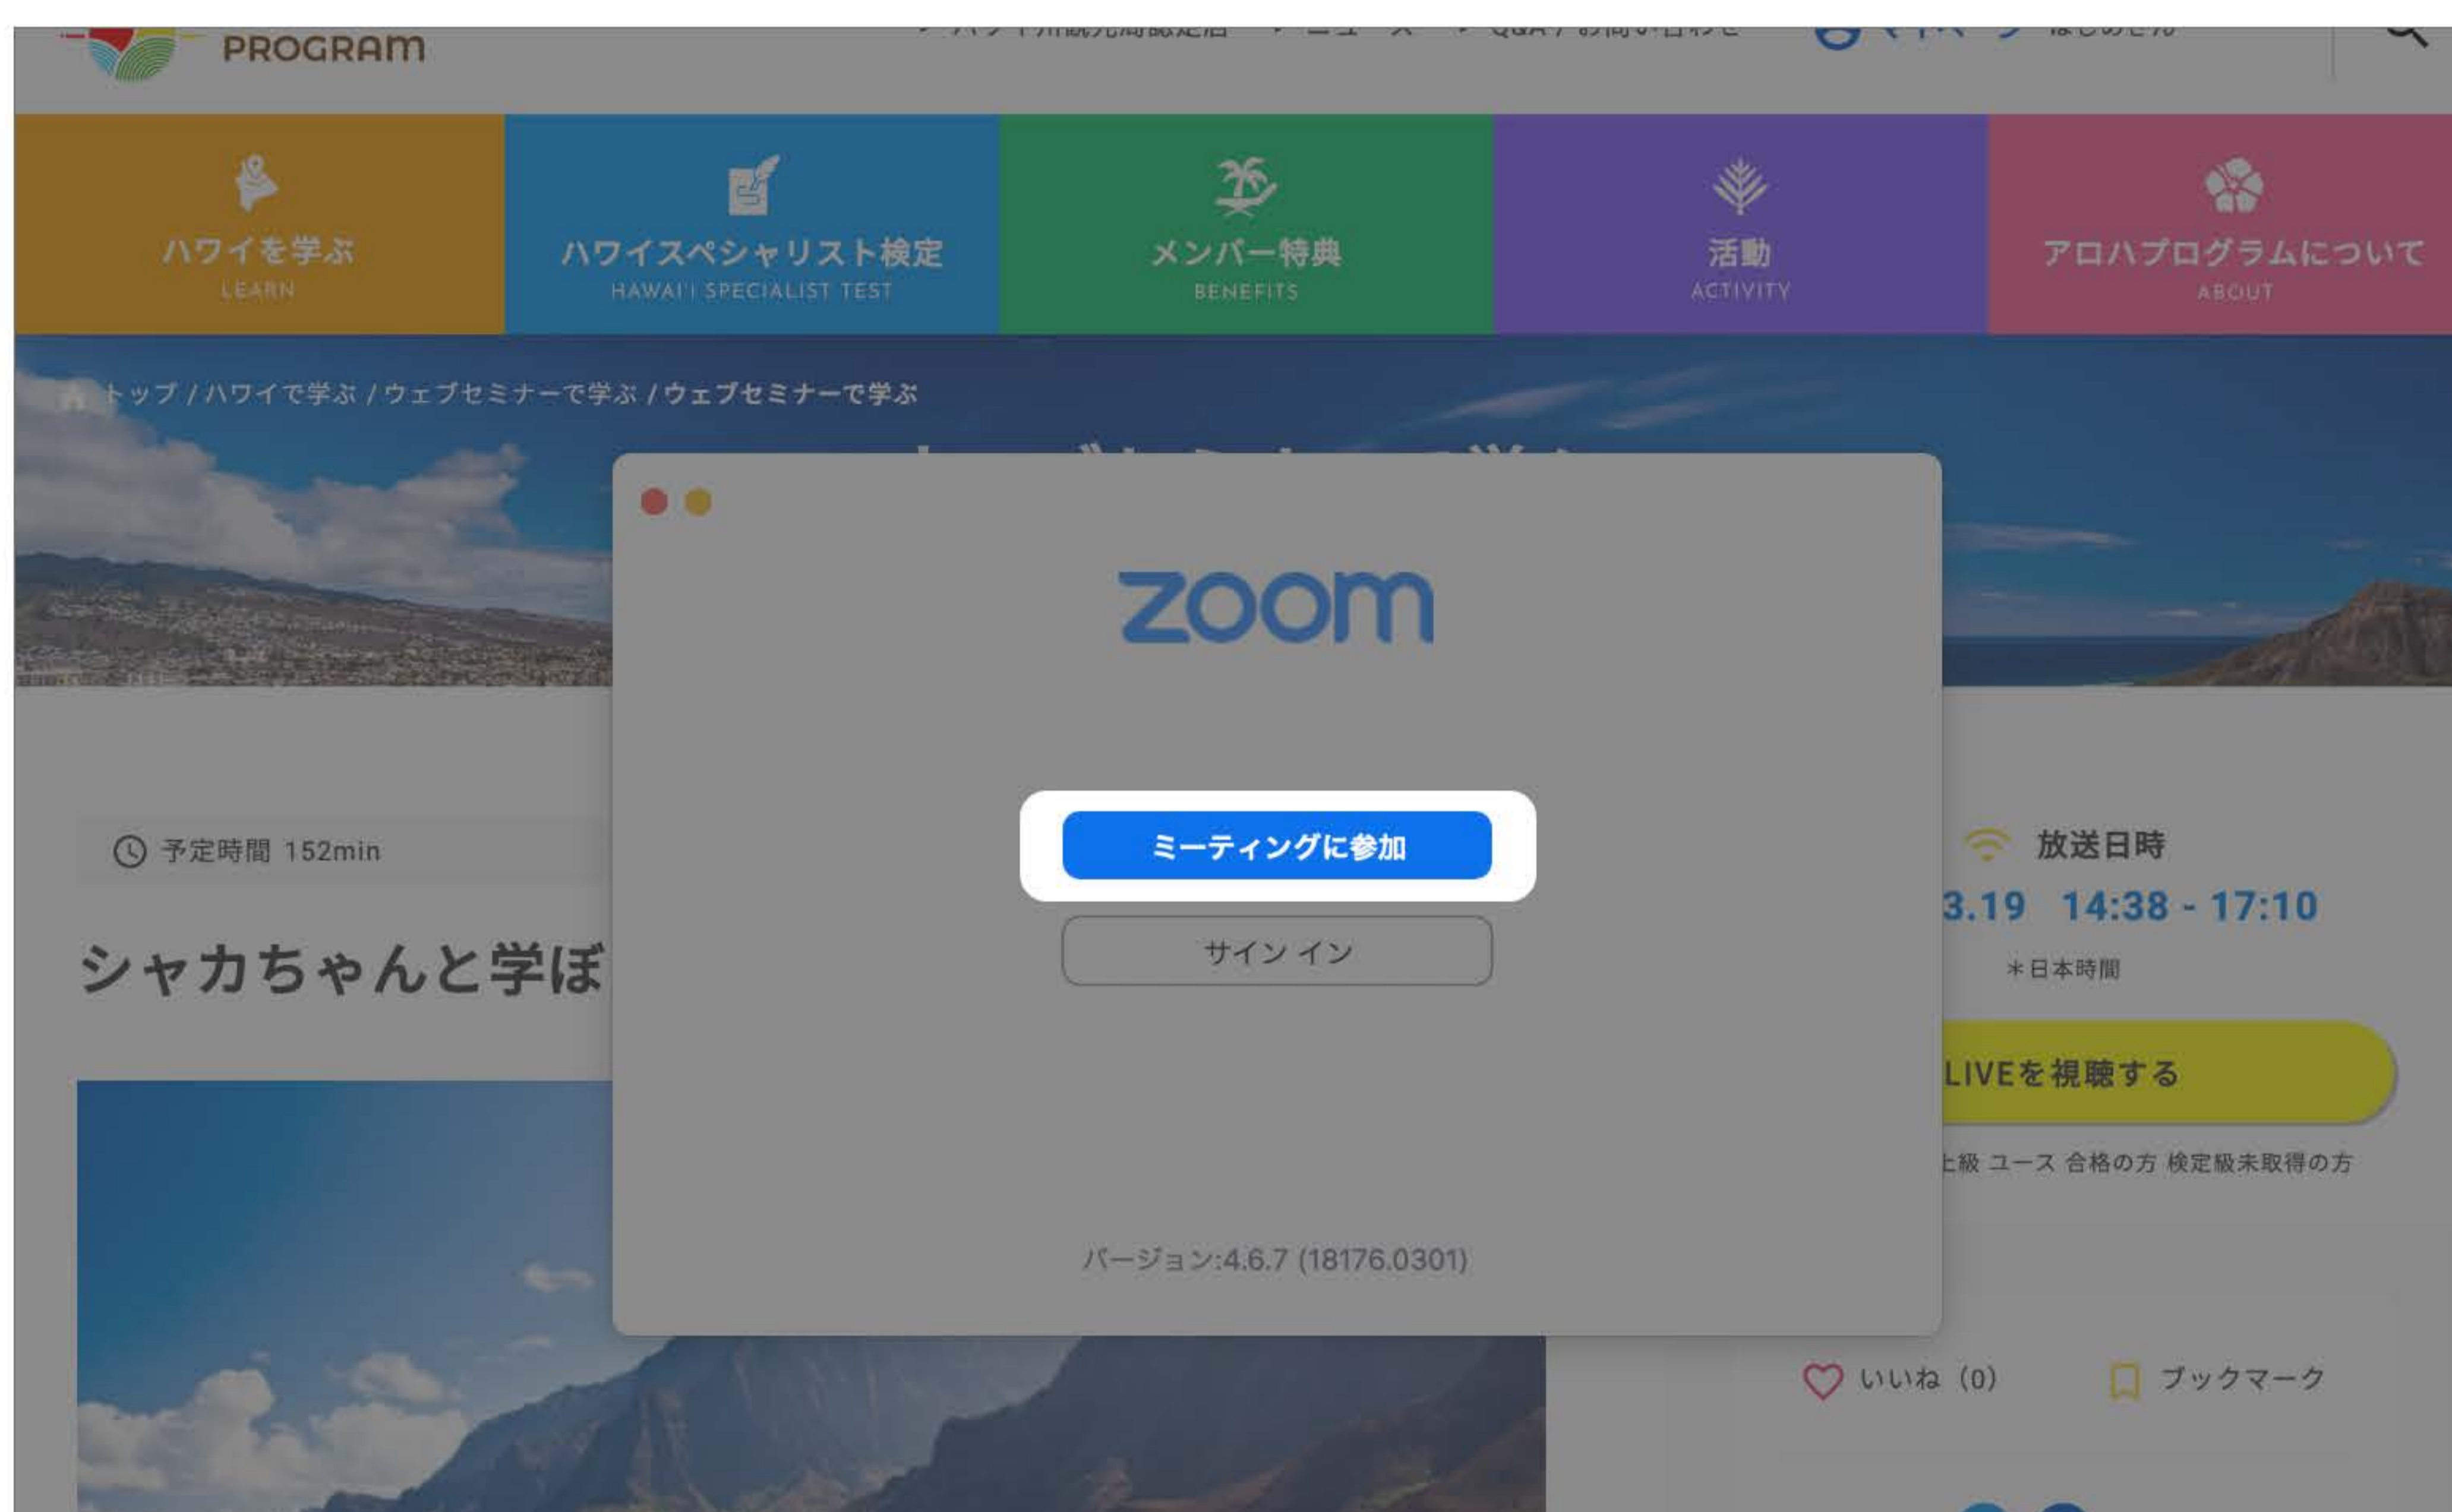 PROGRAM
Q&A / お問い合わせ
ハワイを学ぶ
LEARN
ハワイスペシャリスト検定
HAWAI'I SPECIALIST TEST
メンバー特典
BENEFITS
活動
ACTIVITY
アロハプログラムについて
ABOUT
トップ / ハワイで学ぶ / ウェブセミナーで学ぶ / ウェブセミナーで学ぶ
zoom
ミーティングに参加
サイン イン
バージョン:4.6.7 (18176.0301)
予定時間 152min
シャカちゃんと学ぼ
放送日時
3.19 14:38 - 17:10
＊日本時間
LIVEを視聴する
上級 ユース 合格の方 検定級未取得の方
いいね（0）
ブックマーク